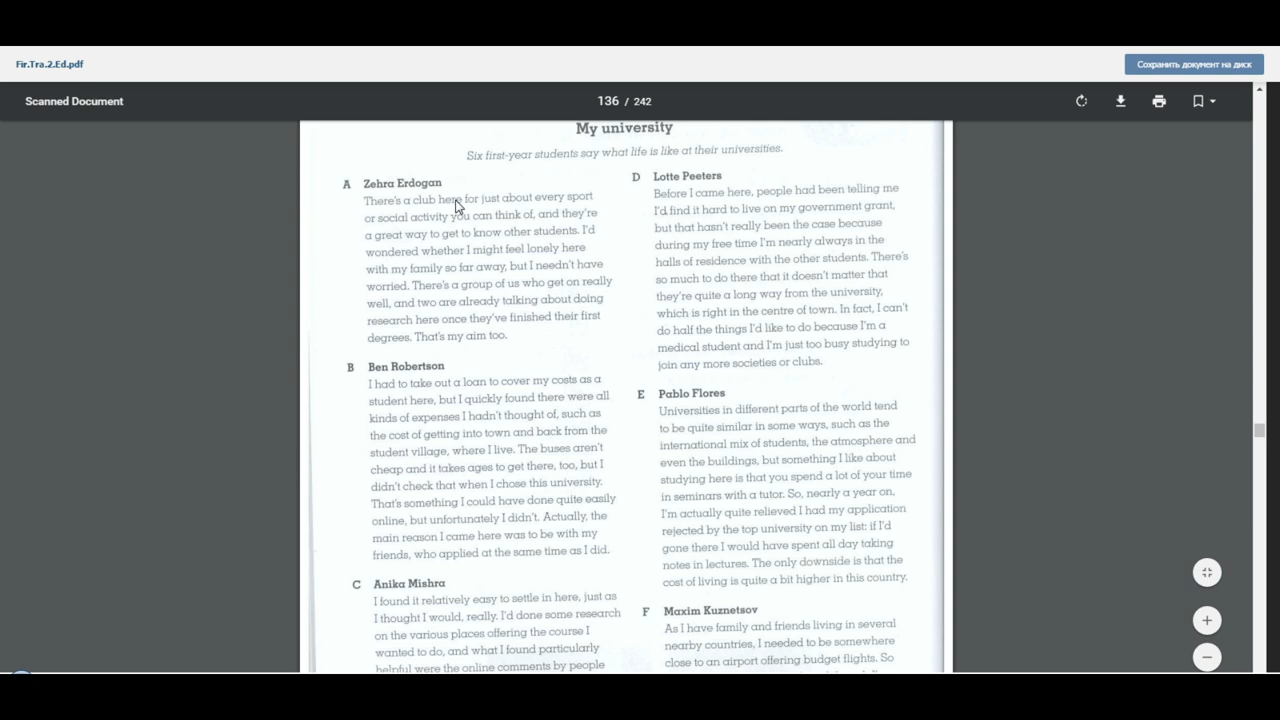 Fir.Tra.2.Ed.pdf
Сохранить документ на диск
Scanned Document
136 / 242
My university
Six first-year students say what life is like at their universities.
A Zehra Erdogan
There's a club here for just about every sport
or social activity you can think of, and they're
a great way to get to know other students. I'd
wondered whether I might feel lonely here
with my family so far away, but I needn't have
worried. There's a group of us who get on really
well, and two are already talking about doing
research here once they've finished their first
degrees. That's my aim too.
B Ben Robertson
I had to take out a loan to cover my costs as a
student here, but I quickly found there were all
kinds of expenses I hadn't thought of, such as
the cost of getting into town and back from the
student village, where I live. The buses aren't
cheap and it takes ages to get there, too, but I
didn't check that when I chose this university.
That's something I could have done quite easily
online, but unfortunately I didn't. Actually, the
main reason I came here was to be with my
friends, who applied at the same time as I did.
C Anika Mishra
I found it relatively easy to settle in here, just as
I thought I would, really. I'd done some research
on the various places offering the course I
wanted to do, and what I found particularly
helpful were the online comments by people
D Lotte Peeters
Before I came here, people had been telling me
I'd find it hard to live on my government grant,
but that hasn't really been the case because
during my free time I'm nearly always in the
halls of residence with the other students. There's
so much to do there that it doesn't matter that
they're quite a long way from the university,
which is right in the centre of town. In fact, I can't
do half the things I'd like to do because I'm a
medical student and I'm just too busy studying to
join any more societies or clubs.
E Pablo Flores
Universities in different parts of the world tend
to be quite similar in some ways, such as the
international mix of students, the atmosphere and
even the buildings, but something I like about
studying here is that you spend a lot of your time
in seminars with a tutor. So, nearly a year on,
I'm actually quite relieved I had my application
rejected by the top university on my list: if I'd
gone there I would have spent all day taking
notes in lectures. The only downside is that the
cost of living is quite a bit higher in this country.
F Maxim Kuznetsov
As I have family and friends living in several
nearby countries, I needed to be somewhere
close to an airport offering budget flights. So